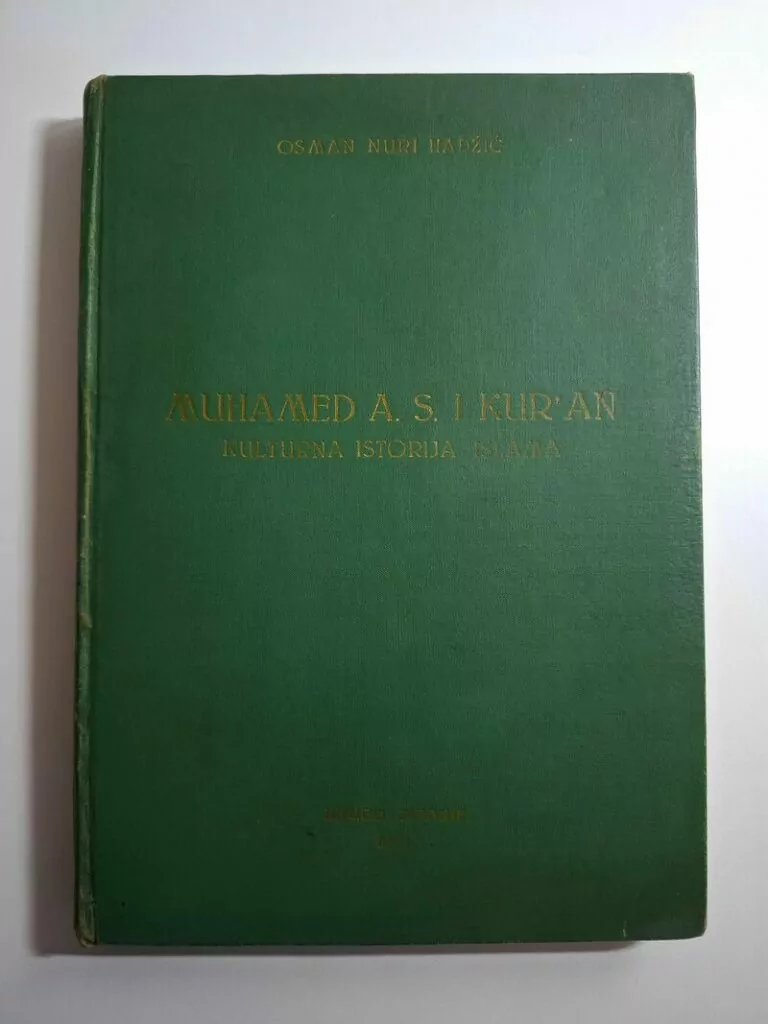 OSMAN NURI HADŽIĆ
MUHAMED A. S. I KUR'AN
KULTURNA ISTORIJA ISLAMA